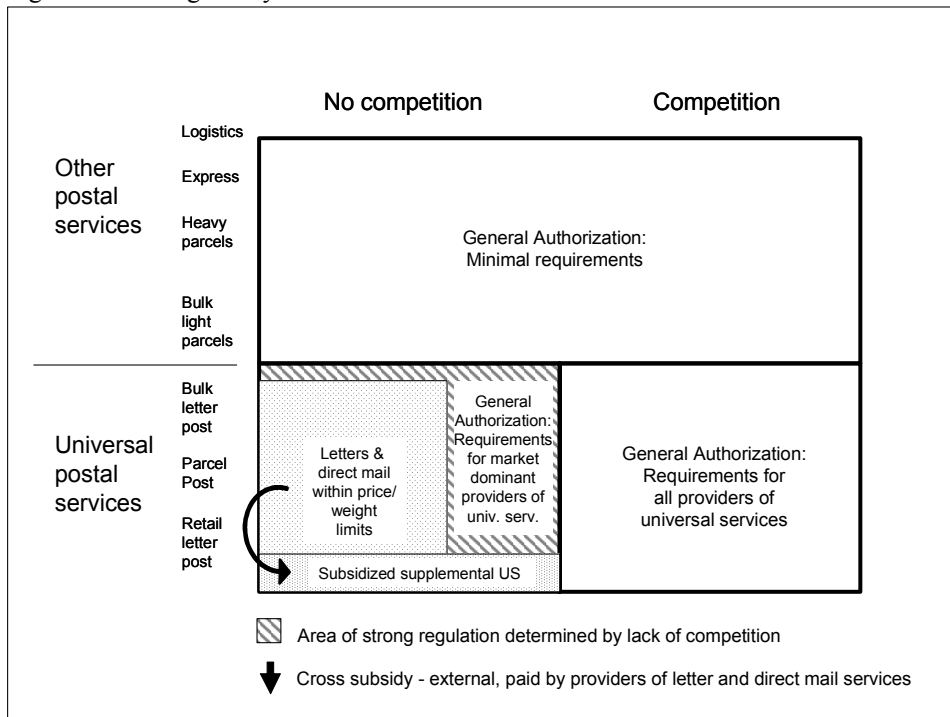 No competition
Competition
Other
postal
services
Logistics
Express
Heavy
parcels
Bulk
light
parcels
General Authorization:
Minimal requirements
Universal
postal
services
Bulk
letter
post
Parcel
Post
Retail
letter
post
Letters &
direct mail
within price/
weight
limits
General
Authorization:
Requirements
for market
dominant
providers of
univ. serv.
General Authorization:
Requirements for
all providers of
universal services
Subsidized supplemental US
Area of strong regulation determined by lack of competition
Cross subsidy - external, paid by providers of letter and direct mail services